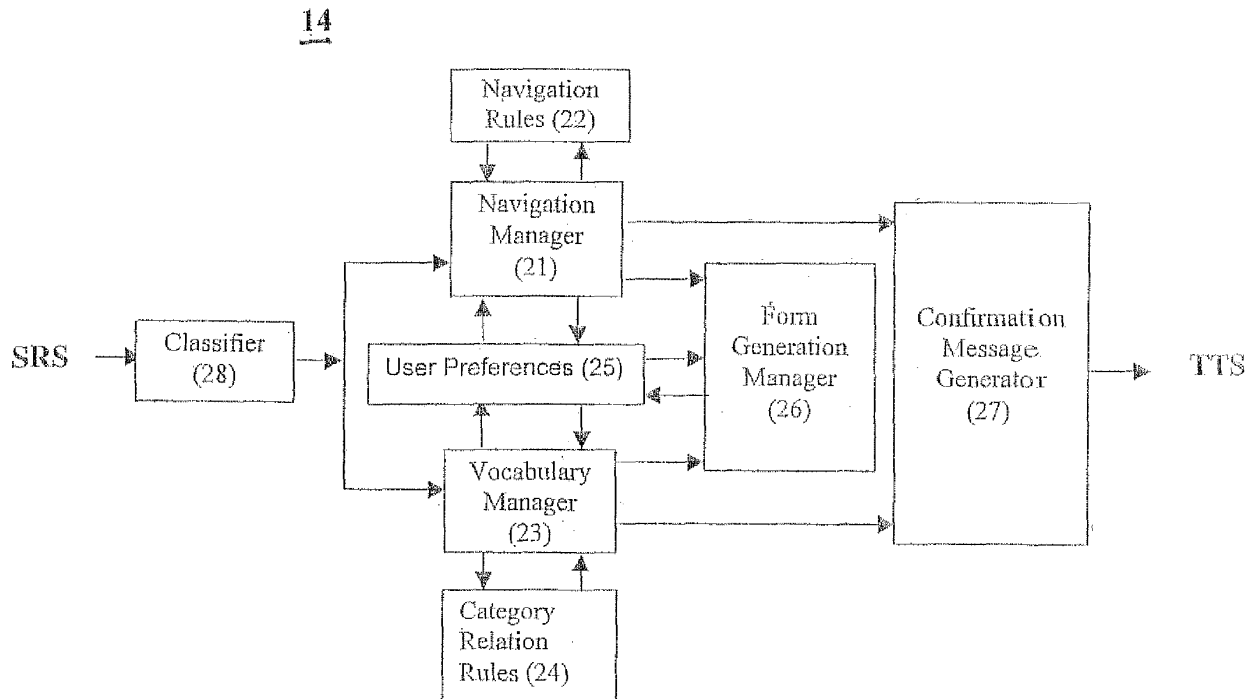 14
Navigation
Rules (22)
Navigation
Manager
(21)
SRS
Classifier
(28)
User Preferences (25)
Form
Generation
Manager
(26)
Confirmation
Message
Generator
(27)
TTS
Vocabulary
Manager
(23)
Category
Relation
Rules (24)